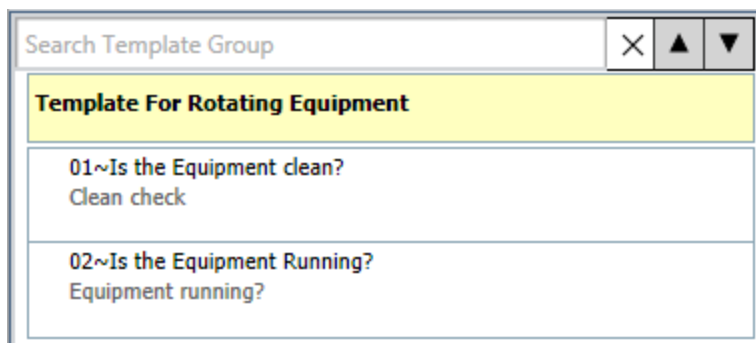 Search Template Group
Template For Rotating Equipment
01~Is the Equipment clean?
Clean check
02~Is the Equipment Running?
Equipment running?